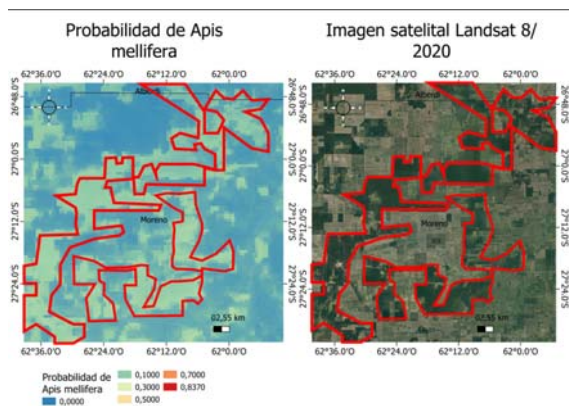 Probabilidad de Apis
mellifera
62°36.0'S 62°24.0'S 62°12.0'S 62°0.0'S
26°48.0'S
27°0.0'S
27°12.0'S
27°24.0'S
Alberdi
Moreno
02,55 km
62°36.0'S 62°24.0'S 62°12.0'S 62°0.0'S
Imagen satelital Landsat 8/
2020
62°36.0'S 62°24.0'S 62°12.0'S 62°0.0'S
26°48.0'S
27°0.0'S
27°12.0'S
27°24.0'S
Alberdi
Moreno
02,55 km
62°36.0'S 62°24.0'S 62°12.0'S 62°0.0'S
Probabilidad de
Apis mellifera
0,0000
0,1000
0,3000
0,5000
0,7000
0,8370